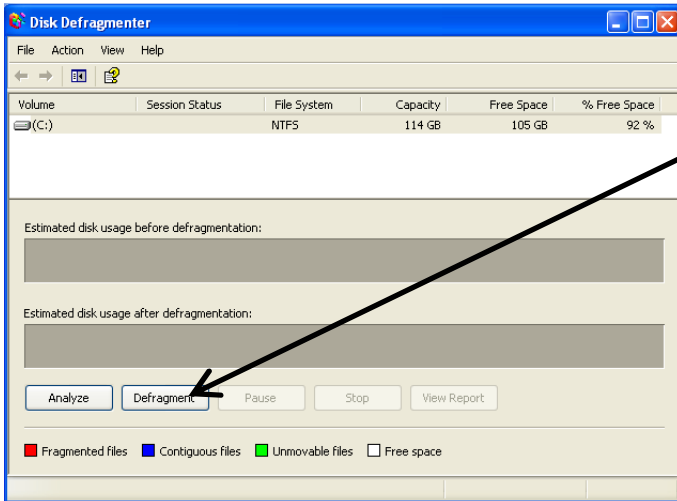 Disk Defragmenter
File Action View Help
Volume Session Status File System Capacity Free Space % Free Space
(C:) NTFS 114 GB 105 GB 92 %
Estimated disk usage before defragmentation:
Estimated disk usage after defragmentation:
Analyze Defragment Pause Stop View Report
Fragmented files Contiguous files Unmovable files Free space